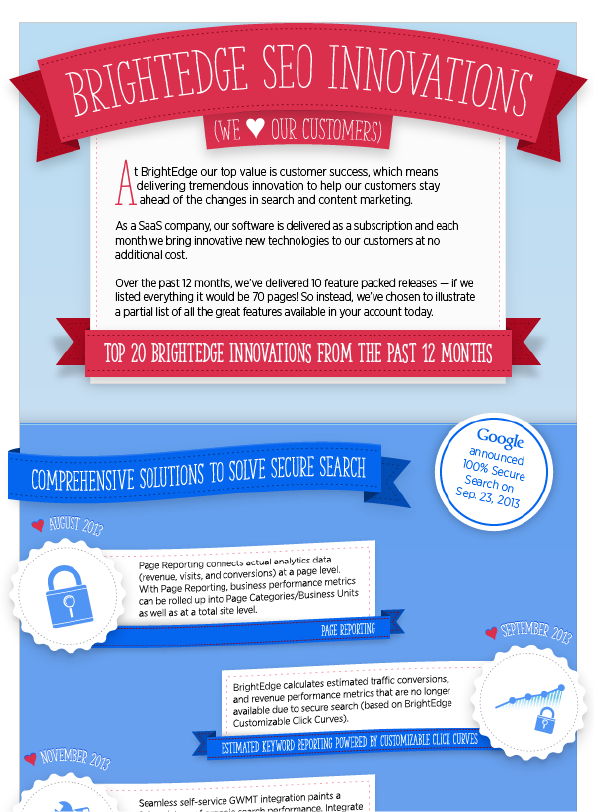 BRIGHTEDGE SEO INNOVATIONS
(WE ♥ OUR CUSTOMERS)
At BrightEdge our top value is customer success, which means
delivering tremendous innovation to help our customers stay
ahead of the changes in search and content marketing.
As a SaaS company, our software is delivered as a subscription and each
month we bring innovative new technologies to our customers at no
additional cost.
Over the past 12 months, we've delivered 10 feature packed releases — if we
listed everything it would be 70 pages! So instead, we've chosen to illustrate
a partial list of all the great features available in your account today.
TOP 20 BRIGHTEDGE INNOVATIONS FROM THE PAST 12 MONTHS
Google
announced
100% Secure
Search on
Sep. 23, 2013
COMPREHENSIVE SOLUTIONS TO SOLVE SECURE SEARCH
AUGUST 2013
Page Reporting connects actual analytics data
(revenue, visits, and conversions) at a page level.
With Page Reporting, business performance metrics
can be rolled up into Page Categories/Business Units
as well as at a total site level.
PAGE REPORTING
SEPTEMBER 2013
BrightEdge calculates estimated traffic conversions,
and revenue performance metrics that are no longer
available due to secure search (based on BrightEdge
Customizable Click Curves).
ESTIMATED KEYWORD REPORTING POWERED BY CUSTOMIZABLE CLICK CURVES
NOVEMBER 2013
Seamless self-service GWMT integration paints a
search performance. Integrate